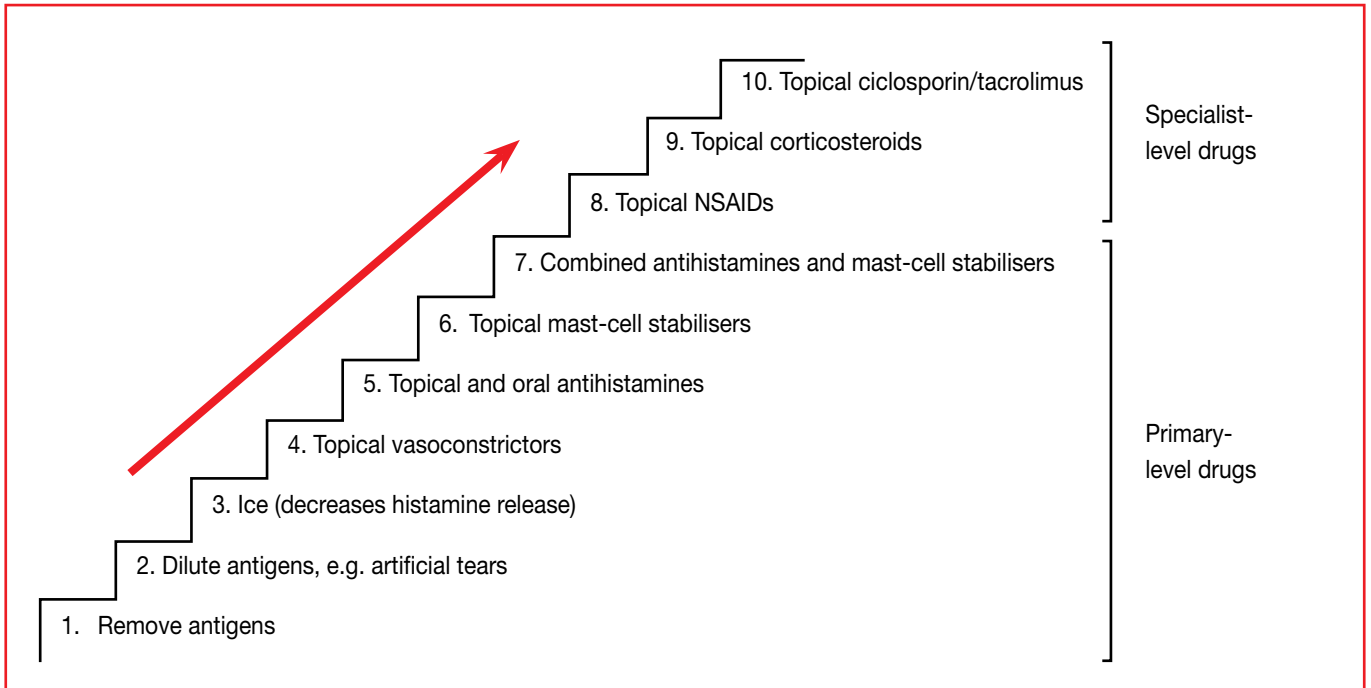 10. Topical ciclosporin/tacrolimus
9. Topical corticosteroids
8. Topical NSAIDs
7. Combined antihistamines and mast-cell stabilisers
6. Topical mast-cell stabilisers
5. Topical and oral antihistamines
4. Topical vasoconstrictors
3. Ice (decreases histamine release)
2. Dilute antigens, e.g. artificial tears
1. Remove antigens
Specialist-
level drugs
Primary-
level drugs